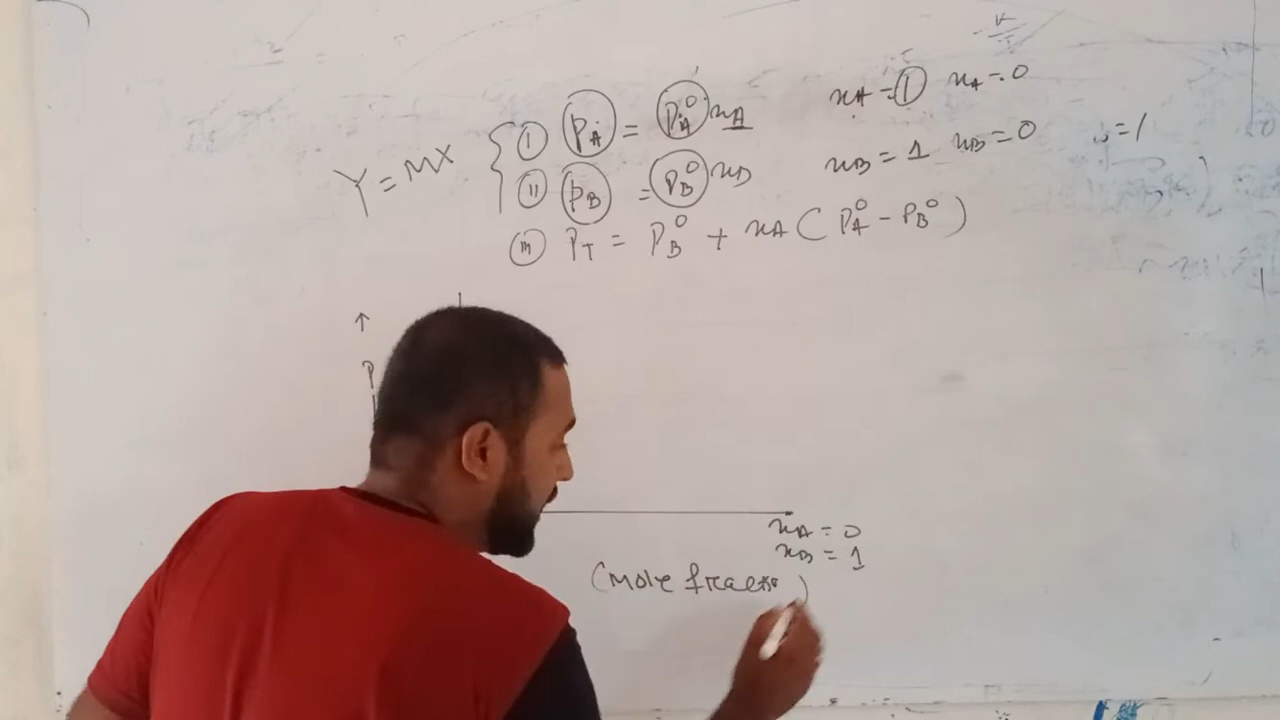 Y = MX
(I) PA = PA° xA
(II) PB = PB° xB
(III) PT = PB° + xA ( PA° - PB° )
xA = 1 xA = 0
xB = 1 xB = 0
= 1
↑
P
xA = 0
xB = 1
(Mole